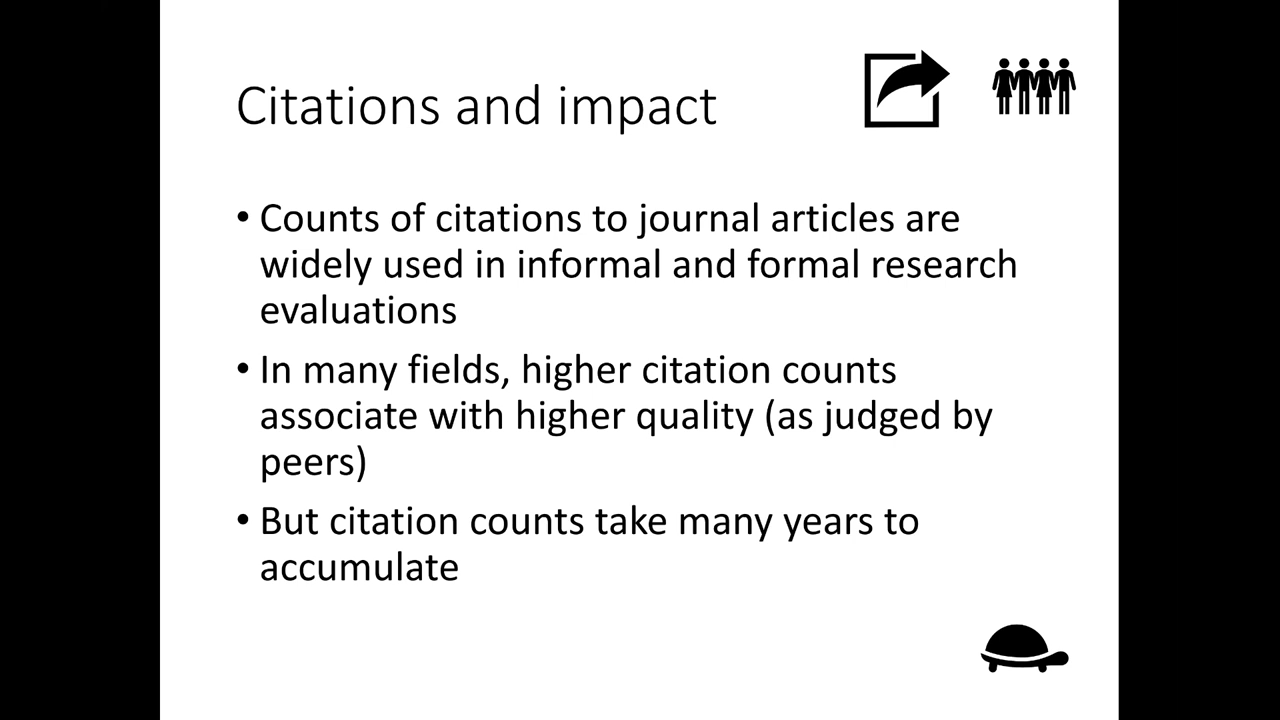 Citations and impact
• Counts of citations to journal articles are
widely used in informal and formal research
evaluations
• In many fields, higher citation counts
associate with higher quality (as judged by
peers)
• But citation counts take many years to
accumulate